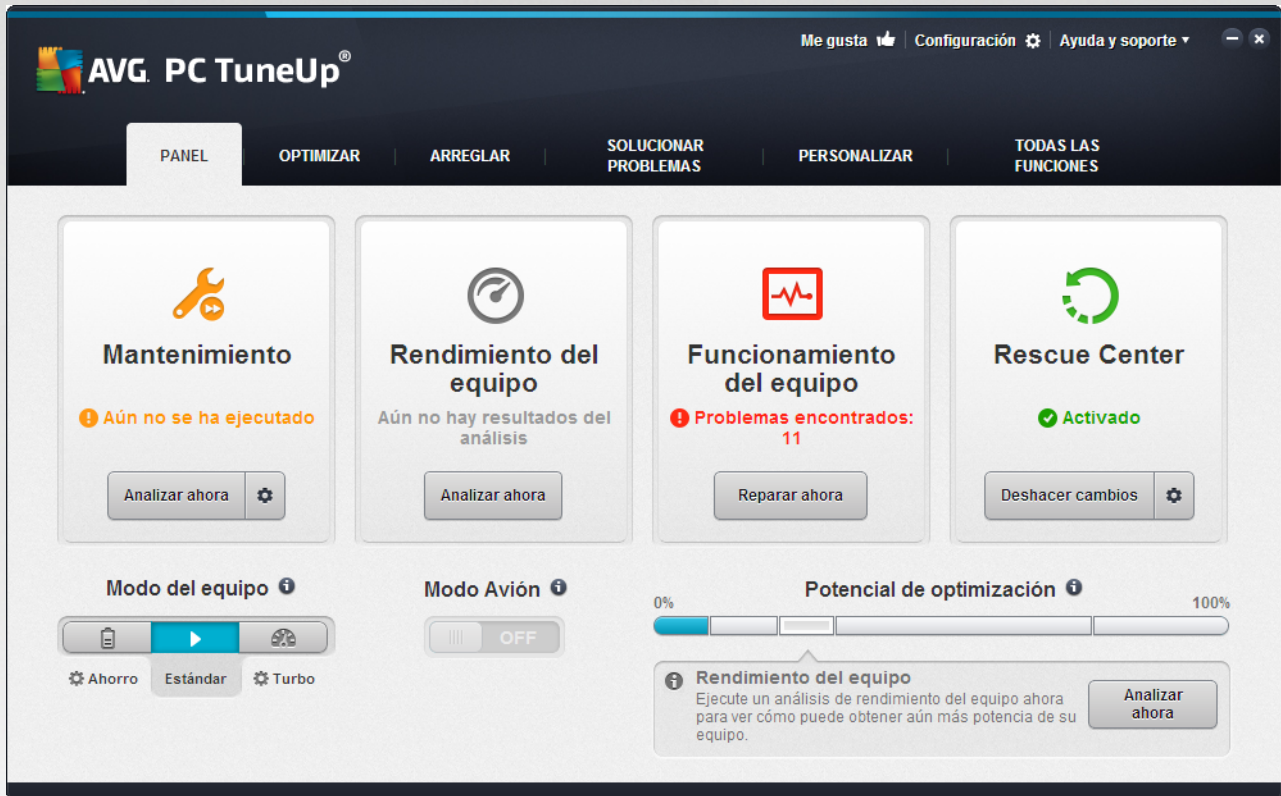 Me gusta
Configuración
Ayuda y soporte
AVG. PC TuneUp®
PANEL
OPTIMIZAR
ARREGLAR
SOLUCIONAR
PROBLEMAS
PERSONALIZAR
TODAS LAS
FUNCIONES
Mantenimiento
Aún no se ha ejecutado
Analizar ahora
Rendimiento del
equipo
Aún no hay resultados del
análisis
Analizar ahora
Funcionamiento
del equipo
Problemas encontrados:
11
Reparar ahora
Rescue Center
Activado
Deshacer cambios
Modo del equipo
Ahorro
Estándar
Turbo
Modo Avión
OFF
Potencial de optimización
0%
100%
Rendimiento del equipo
Ejecute un análisis de rendimiento del equipo ahora
para ver cómo puede obtener aún más potencia de su
equipo.
Analizar
ahora